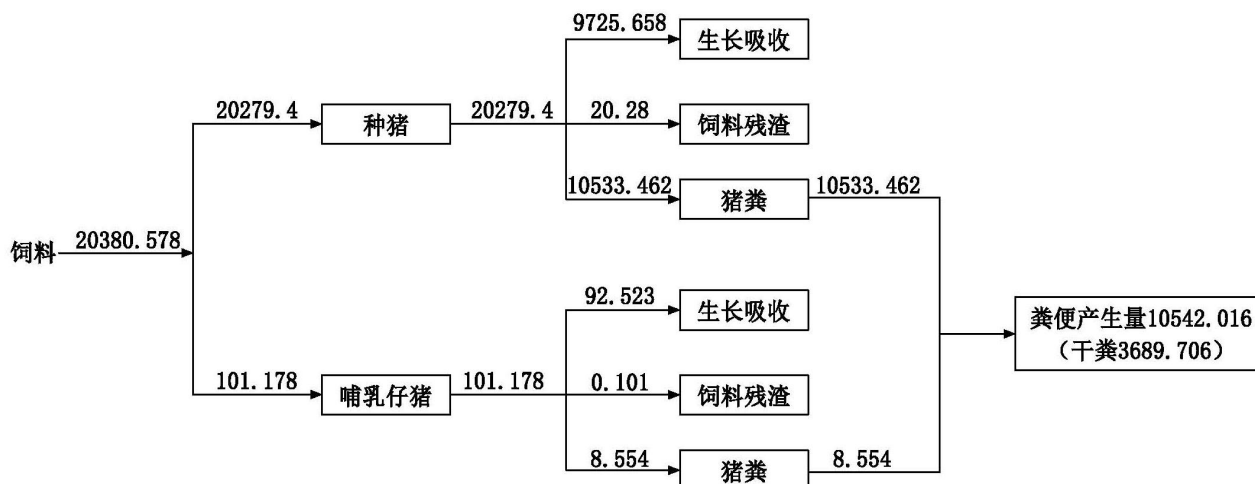 9725.658
生长吸收
20279.4
种猪
20279.4
20.28
饲料残渣
10533.462
猪粪
10533.462
饲料
20380.578
92.523
生长吸收
粪便产生量10542.016
（干粪3689.706）
101.178
哺乳仔猪
101.178
0.101
饲料残渣
8.554
猪粪
8.554